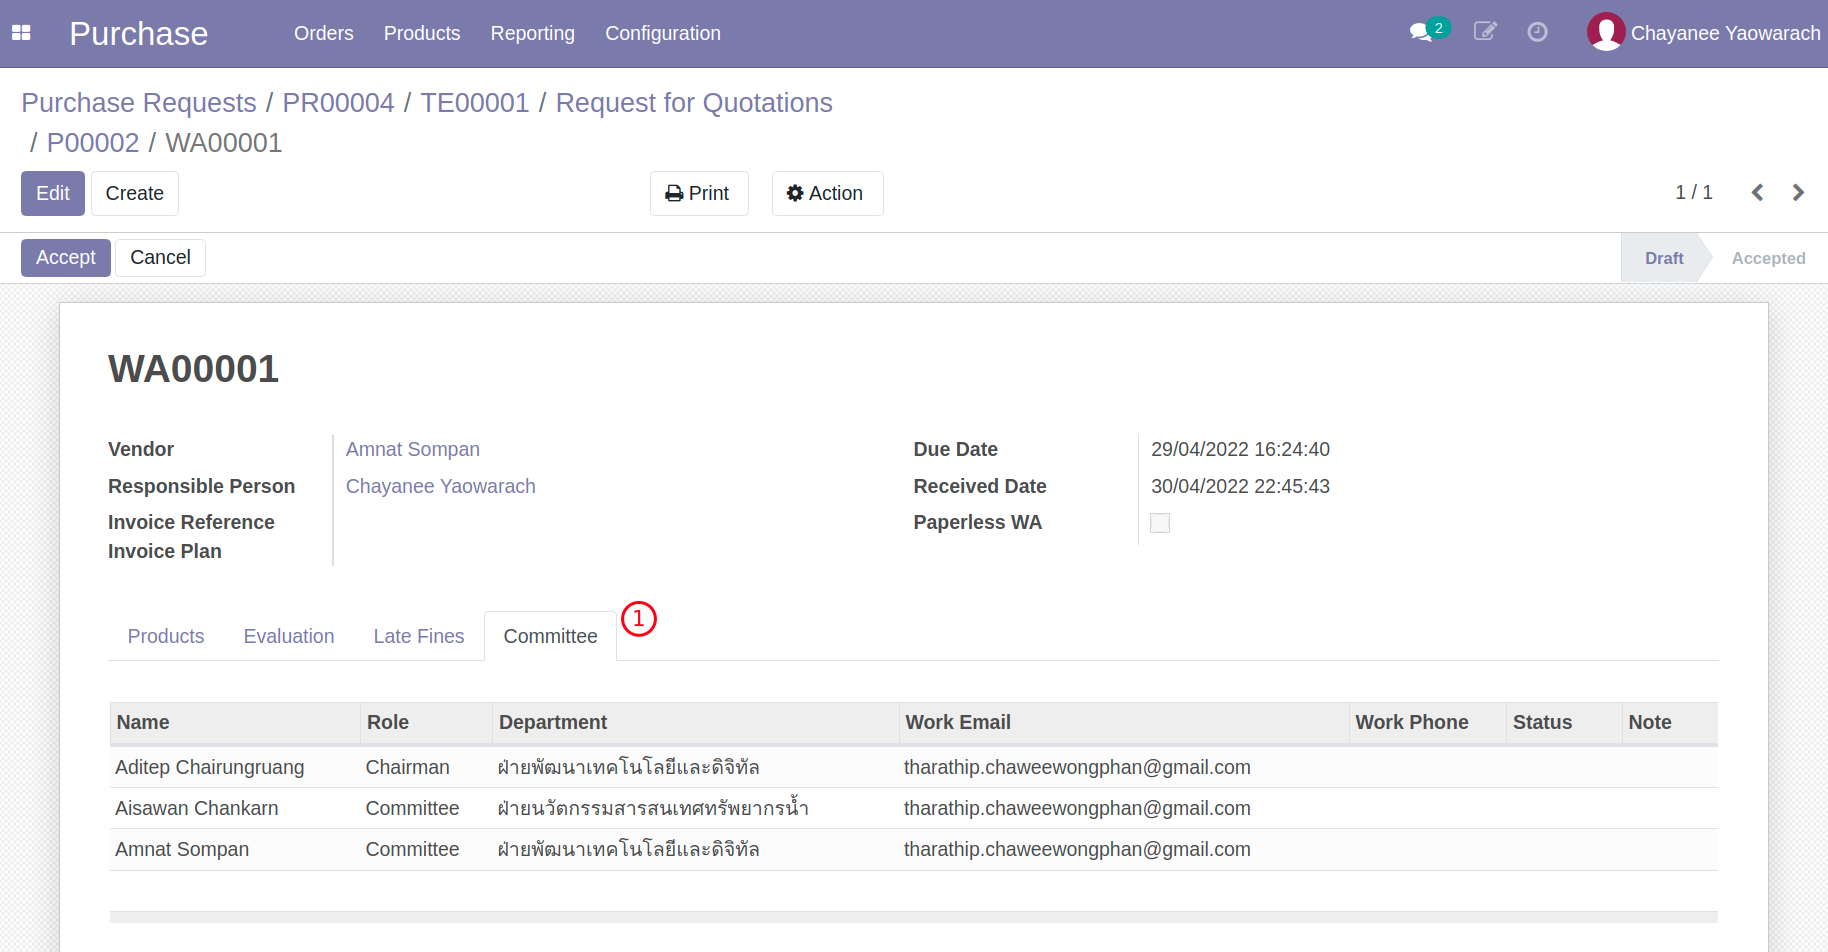 Purchase Orders Products Reporting Configuration 2 Chayanee Yaowarach
Purchase Requests / PR00004 / TE00001 / Request for Quotations
/ P00002 / WA00001
Edit Create Print Action 1 / 1
Accept Cancel Draft Accepted
WA00001
Vendor Amnat Sompan Due Date 29/04/2022 16:24:40
Responsible Person Chayanee Yaowarach Received Date 30/04/2022 22:45:43
Invoice Reference Paperless WA
Invoice Plan
Products Evaluation Late Fines Committee 1
Name Role Department Work Email Work Phone Status Note
Aditep Chairungruang Chairman ฝ่ายพัฒนาเทคโนโลยีและดิจิทัล tharathip.chaweewongphan@gmail.com
Aisawan Chankarn Committee ฝ่ายนวัตกรรมสารสนเทศทรัพยากรน้ำ tharathip.chaweewongphan@gmail.com
Amnat Sompan Committee ฝ่ายพัฒนาเทคโนโลยีและดิจิทัล tharathip.chaweewongphan@gmail.com